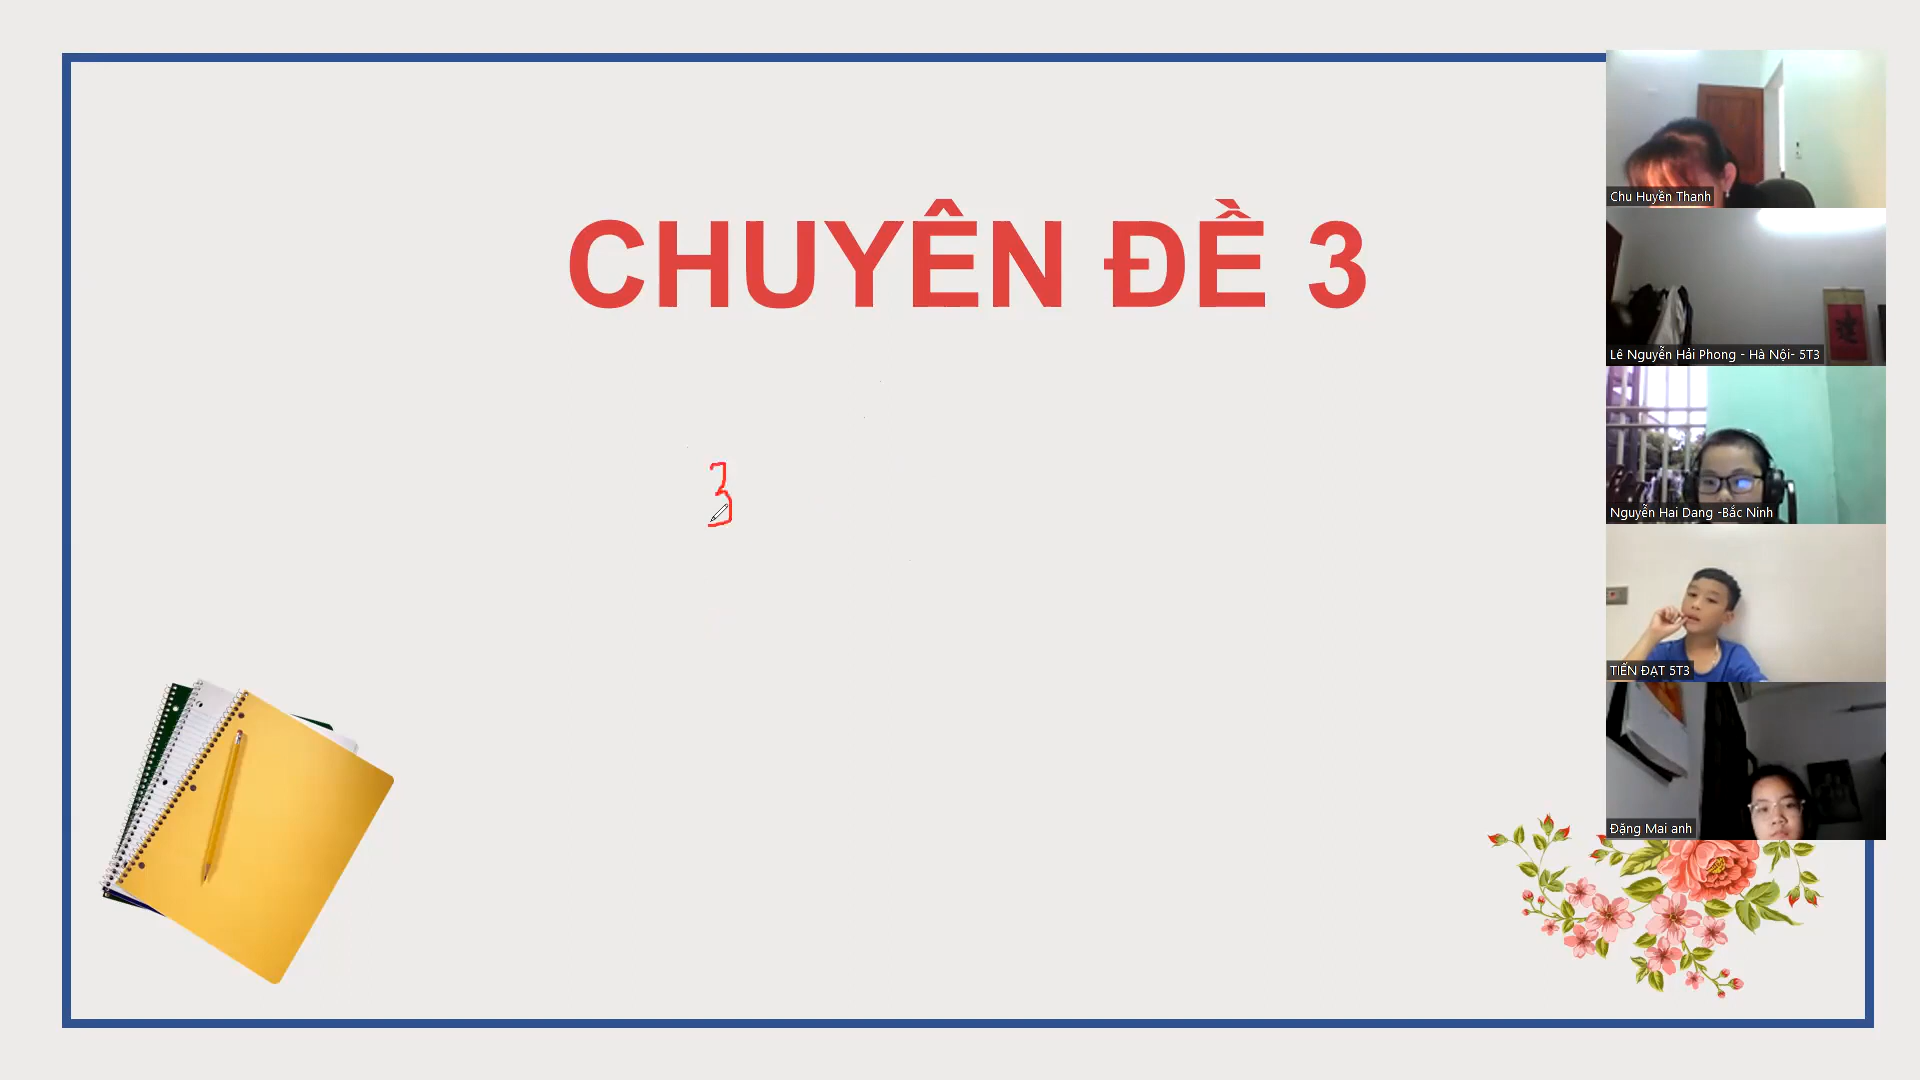 CHUYÊN ĐỀ 3
3
Chu Huyền Thanh
Lê Nguyễn Hải Phong - Hà Nội- 5T3
Nguyễn Hai Dang -Bắc Ninh
TIẾN ĐẠT 5T3
Đặng Mai anh